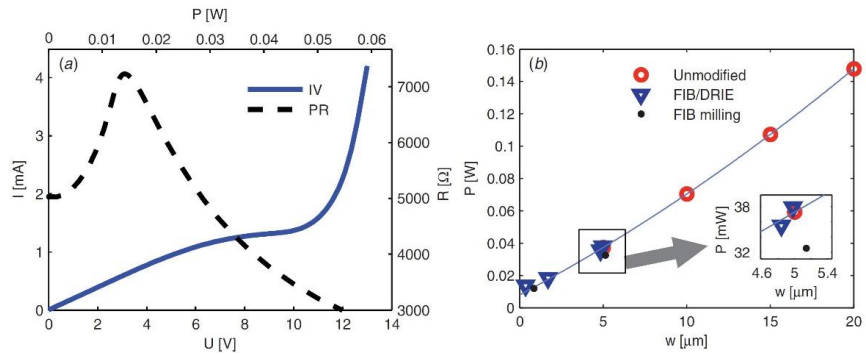 P [W]
0 0.01 0.02 0.03 0.04 0.05 0.06
(a)
IV
PR
4
3
2
1
0
I [mA]
7000
6000
5000
4000
3000
R [Ω]
0 2 4 6 8 10 12 14
U [V]
(b)
Unmodified
FIB/DRIE
FIB milling
0.16
0.14
0.12
0.1
0.08
0.06
0.04
0.02
0
P [W]
38
32
P [mW]
4.6 5 5.4
w [µm]
0 5 10 15 20
w [µm]